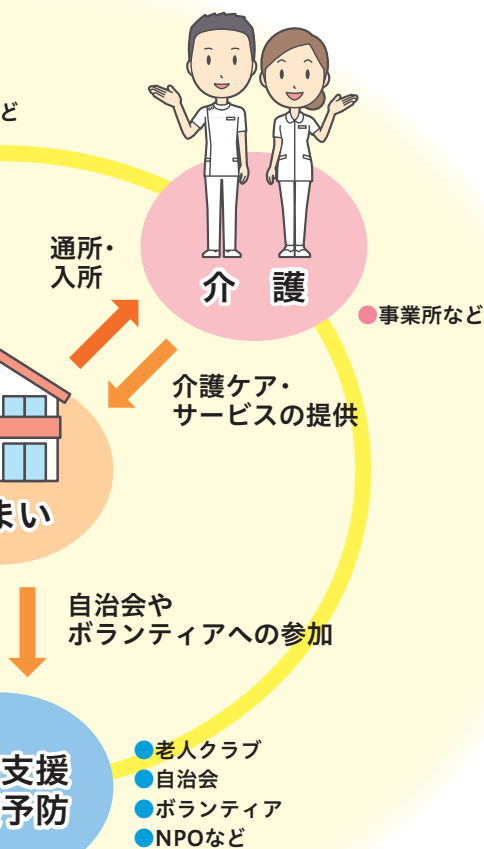 ど
通所・
入所
介　護
●事業所など
介護ケア・
サービスの提供
まい
自治会や
ボランティアへの参加
支援
予防
●老人クラブ
●自治会
●ボランティア
●NPOなど